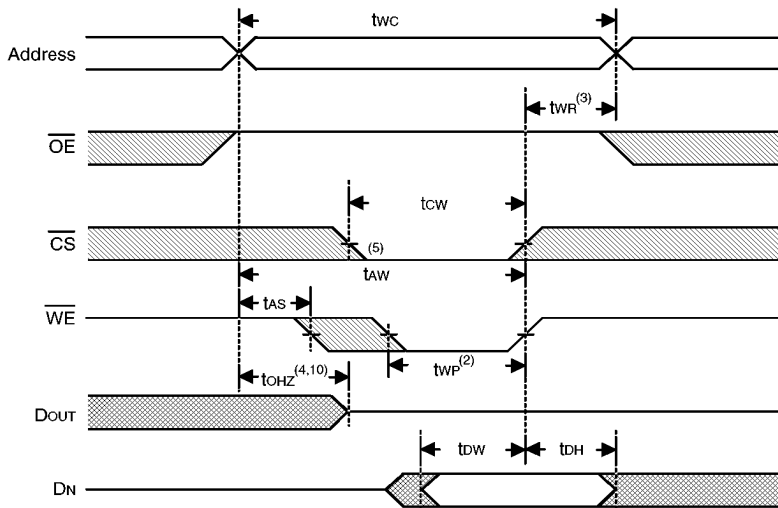 tWC
Address
tWR(3)
OE
tCW
CS
(5)
tAW
tAS
WE
tWP(2)
tOHZ(4,10)
DOUT
tDW
tDH
DN